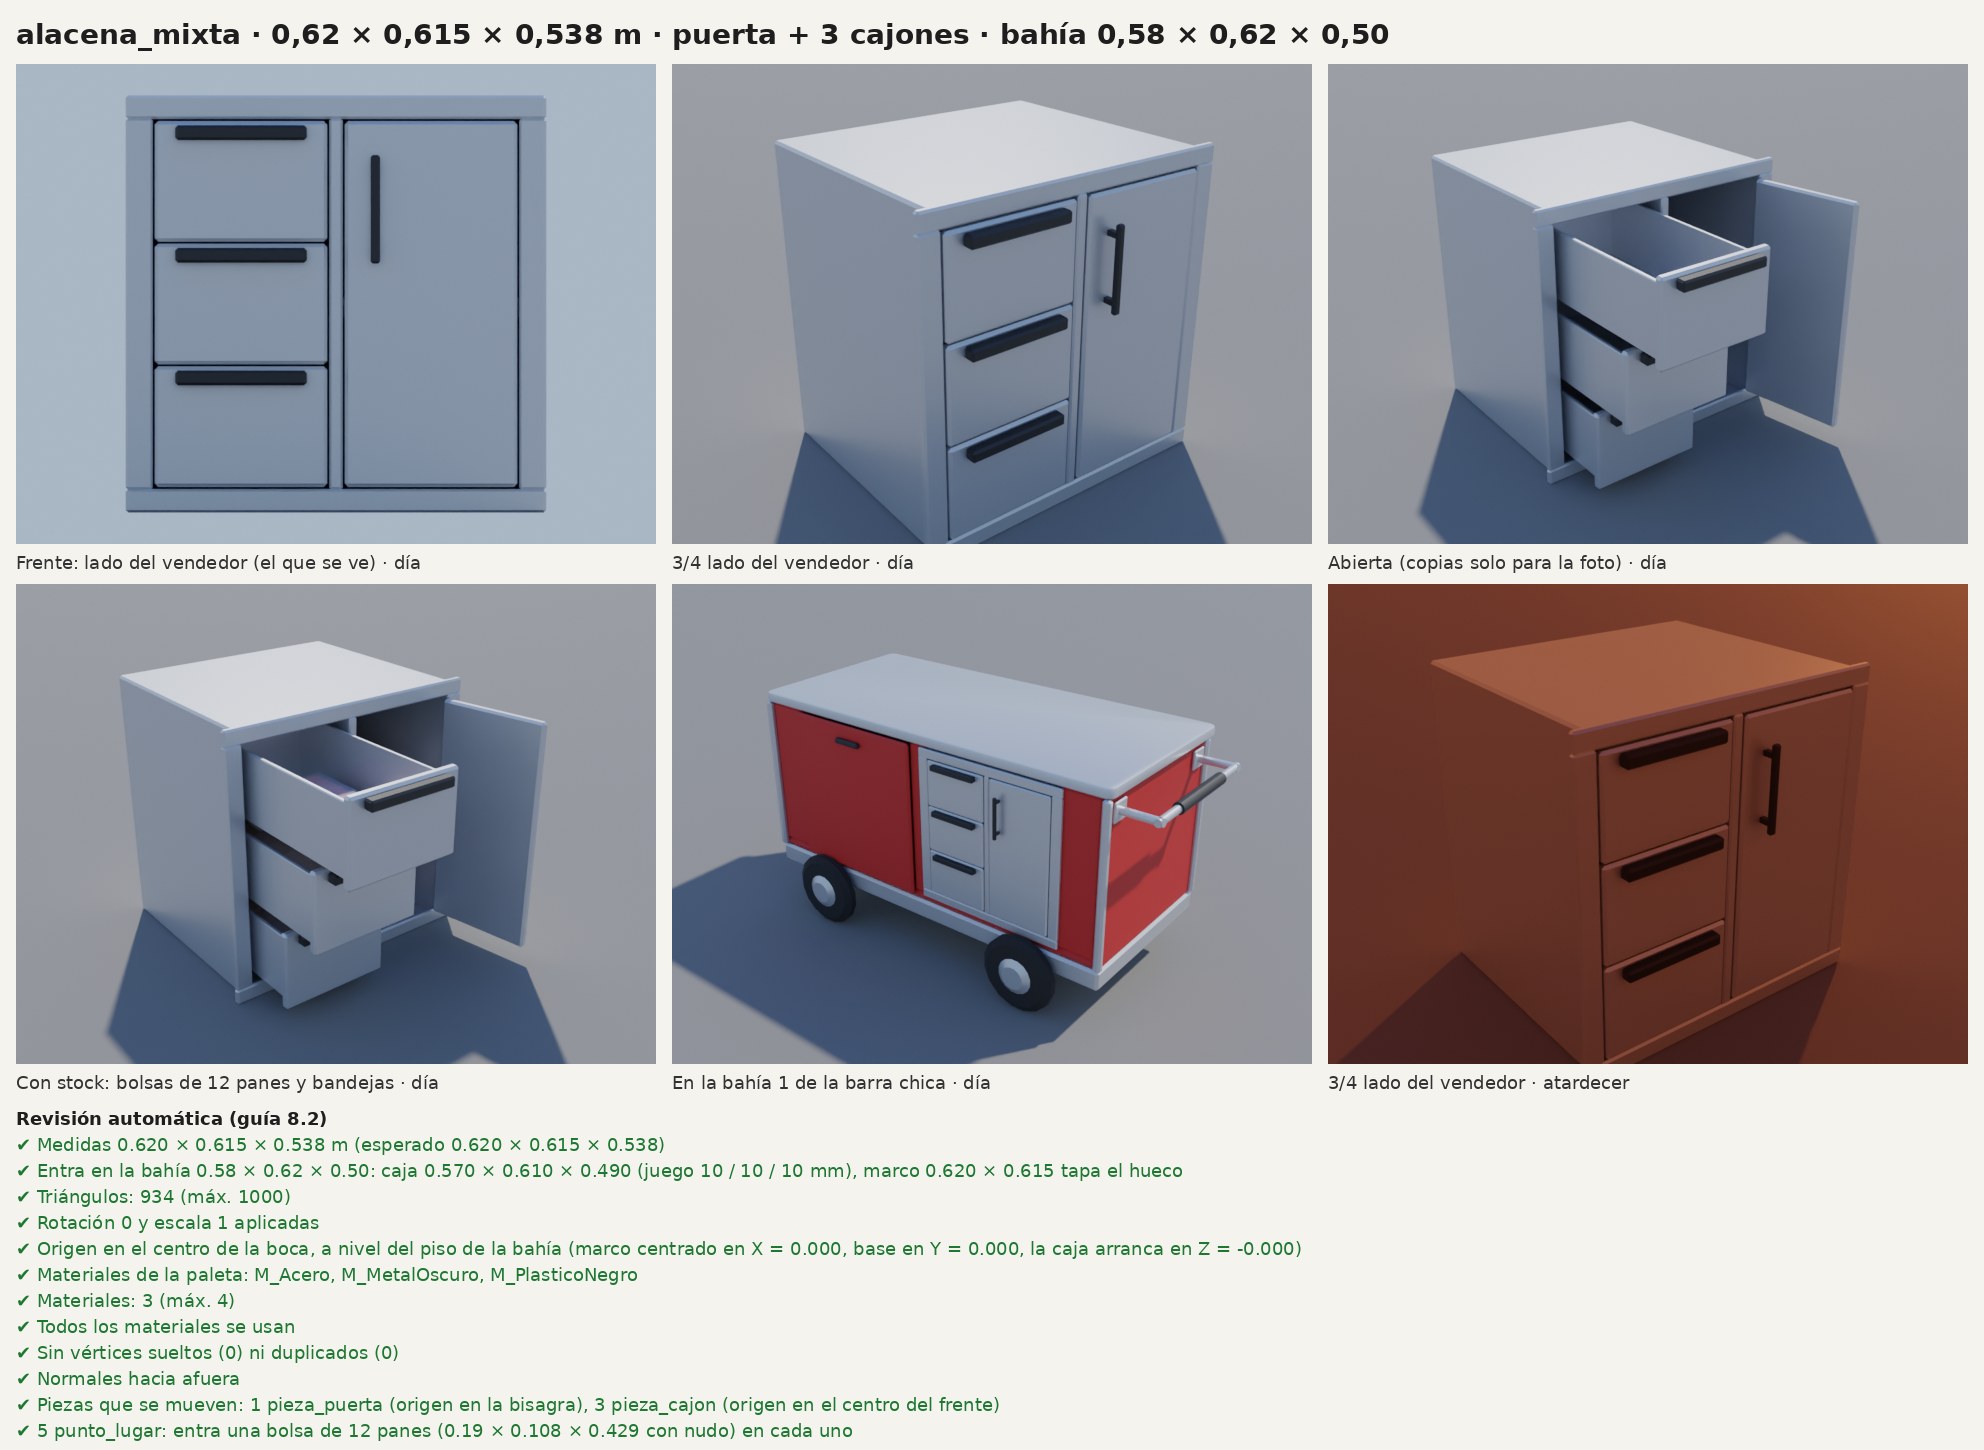 alacena_mixta · 0,62 × 0,615 × 0,538 m · puerta + 3 cajones · bahía 0,58 × 0,62 × 0,50
Frente: lado del vendedor (el que se ve) · día
3/4 lado del vendedor · día
Abierta (copias solo para la foto) · día
Con stock: bolsas de 12 panes y bandejas · día
En la bahía 1 de la barra chica · día
3/4 lado del vendedor · atardecer
Revisión automática (guía 8.2)
✔ Medidas 0.620 × 0.615 × 0.538 m (esperado 0.620 × 0.615 × 0.538)
✔ Entra en la bahía 0.58 × 0.62 × 0.50: caja 0.570 × 0.610 × 0.490 (juego 10 / 10 / 10 mm), marco 0.620 × 0.615 tapa el hueco
✔ Triángulos: 934 (máx. 1000)
✔ Rotación 0 y escala 1 aplicadas
✔ Origen en el centro de la boca, a nivel del piso de la bahía (marco centrado en X = 0.000, base en Y = 0.000, la caja arranca en Z = -0.000)
✔ Materiales de la paleta: M_Acero, M_MetalOscuro, M_PlasticoNegro
✔ Materiales: 3 (máx. 4)
✔ Todos los materiales se usan
✔ Sin vértices sueltos (0) ni duplicados (0)
✔ Normales hacia afuera
✔ Piezas que se mueven: 1 pieza_puerta (origen en la bisagra), 3 pieza_cajon (origen en el centro del frente)
✔ 5 punto_lugar: entra una bolsa de 12 panes (0.19 × 0.108 × 0.429 con nudo) en cada uno